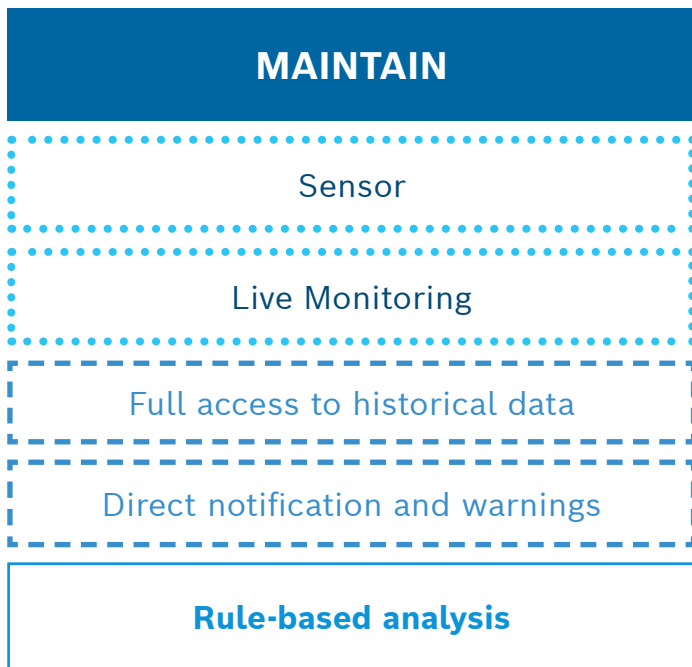 MAINTAIN
Sensor
Live Monitoring
Full access to historical data
Direct notification and warnings
Rule-based analysis